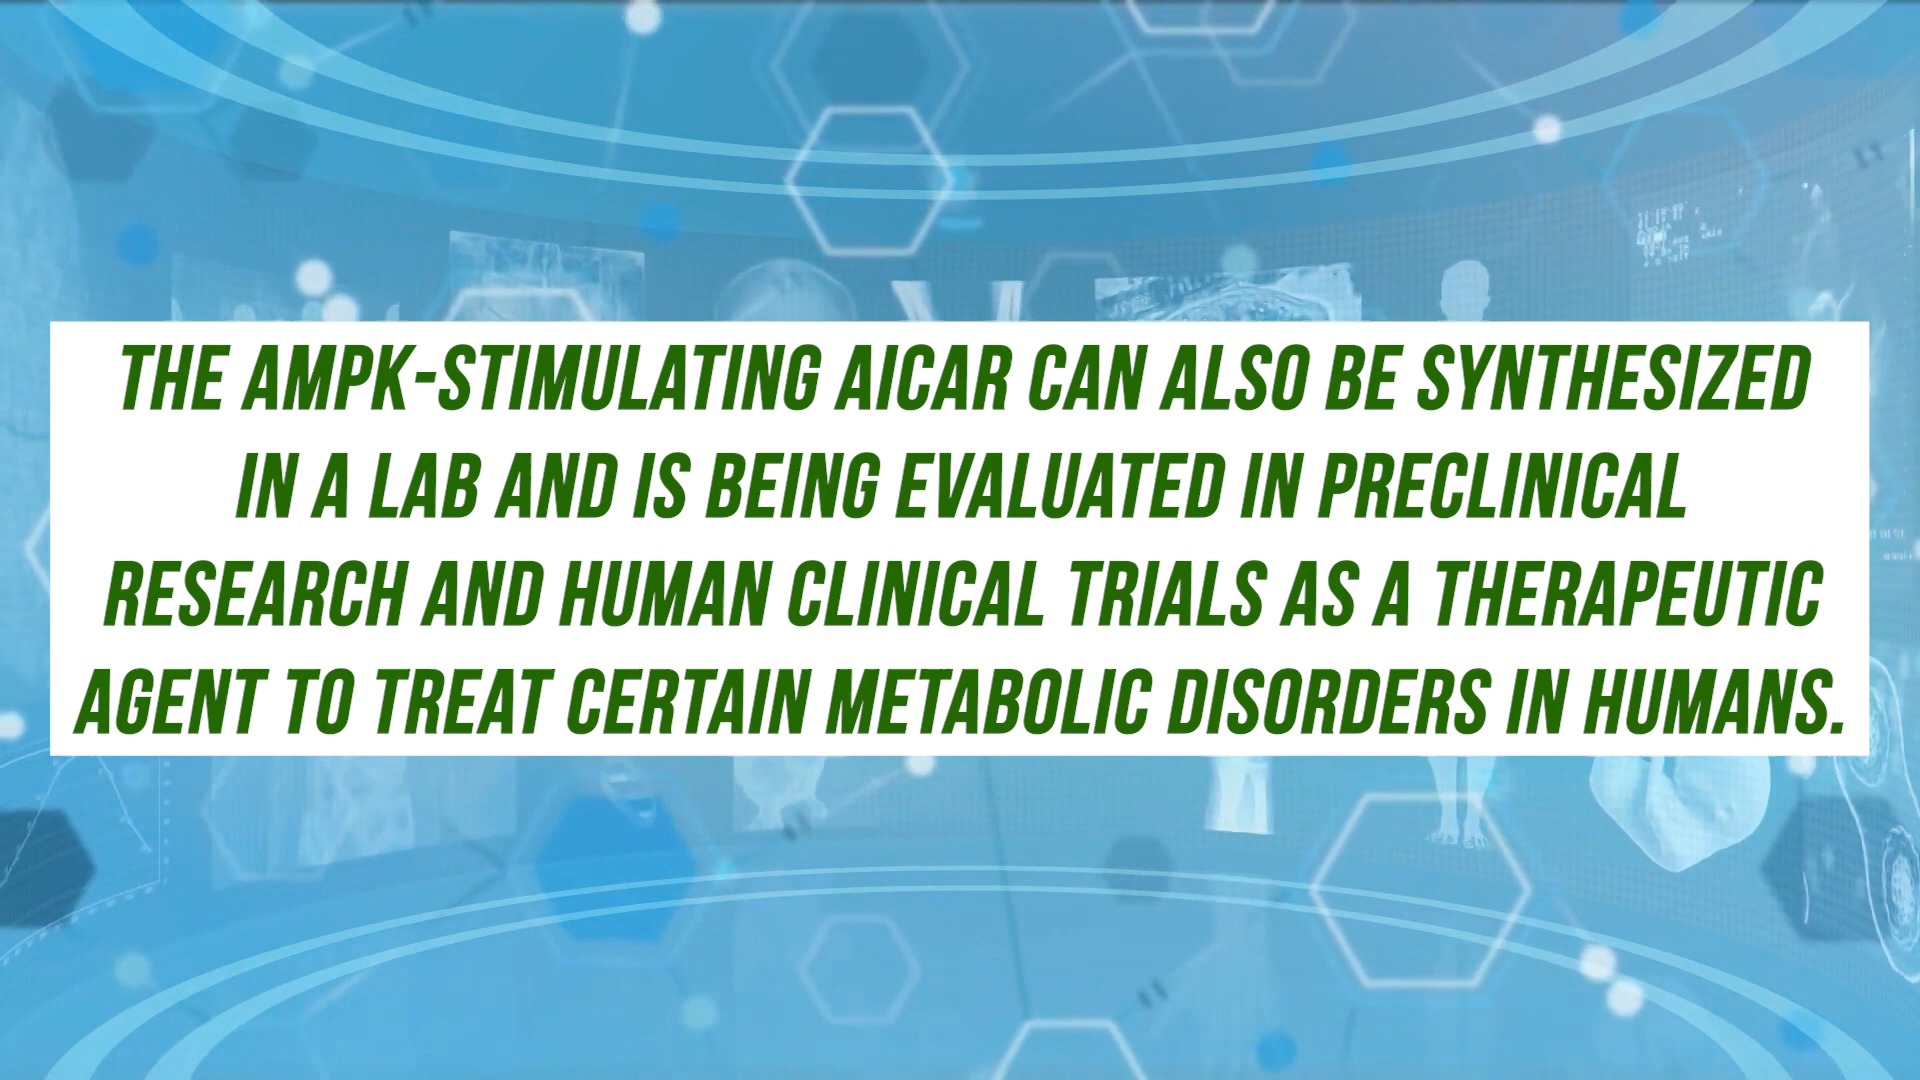 THE AMPK-STIMULATING AICAR CAN ALSO BE SYNTHESIZED
IN A LAB AND IS BEING EVALUATED IN PRECLINICAL
RESEARCH AND HUMAN CLINICAL TRIALS AS A THERAPEUTIC
AGENT TO TREAT CERTAIN METABOLIC DISORDERS IN HUMANS.